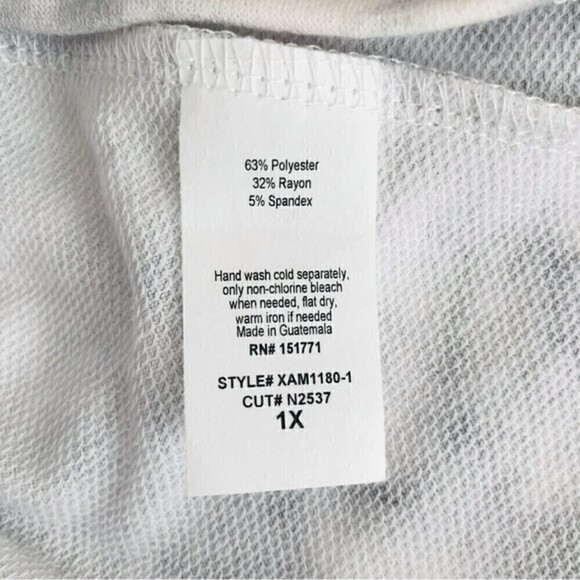 63% Polyester
32% Rayon
5% Spandex
Hand wash cold separately,
only non-chlorine bleach
when needed, flat dry,
warm iron if needed
Made in Guatemala
RN# 151771
STYLE# XAM1180-1
CUT# N2537
1X